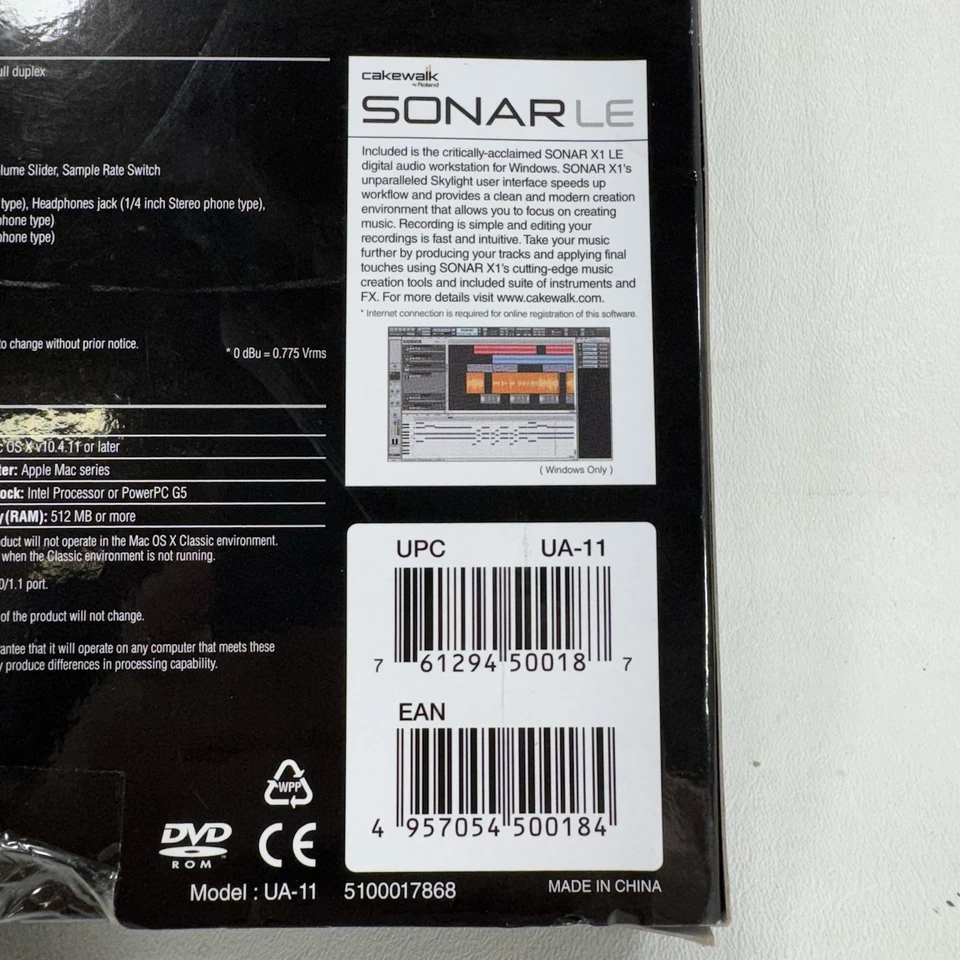 ull duplex
lume Slider, Sample Rate Switch
type), Headphones jack (1/4 inch Stereo phone type),
phone type)
phone type)
to change without prior notice.
* 0 dBu = 0.775 Vrms
c OS X v10.4.11 or later
ter: Apple Mac series
ock: Intel Processor or PowerPC G5
y (RAM): 512 MB or more
duct will not operate in the Mac OS X Classic environment.
when the Classic environment is not running.
0/1.1 port.
of the product will not change.
antee that it will operate on any computer that meets these
y produce differences in processing capability.
cakewalk
by Roland
SONAR LE
Included is the critically-acclaimed SONAR X1 LE
digital audio workstation for Windows. SONAR X1's
unparalleled Skylight user interface speeds up
workflow and provides a clean and modern creation
environment that allows you to focus on creating
music. Recording is simple and editing your
recordings is fast and intuitive. Take your music
further by producing your tracks and applying final
touches using SONAR X1's cutting-edge music
creation tools and included suite of instruments and
FX. For more details visit www.cakewalk.com.
* Internet connection is required for online registration of this software.
( Windows Only )
UPC UA-11
7 61294 50018 7
EAN
4 957054 500184
WPP
DVD
ROM™
CE
Model : UA-11 5100017868 MADE IN CHINA